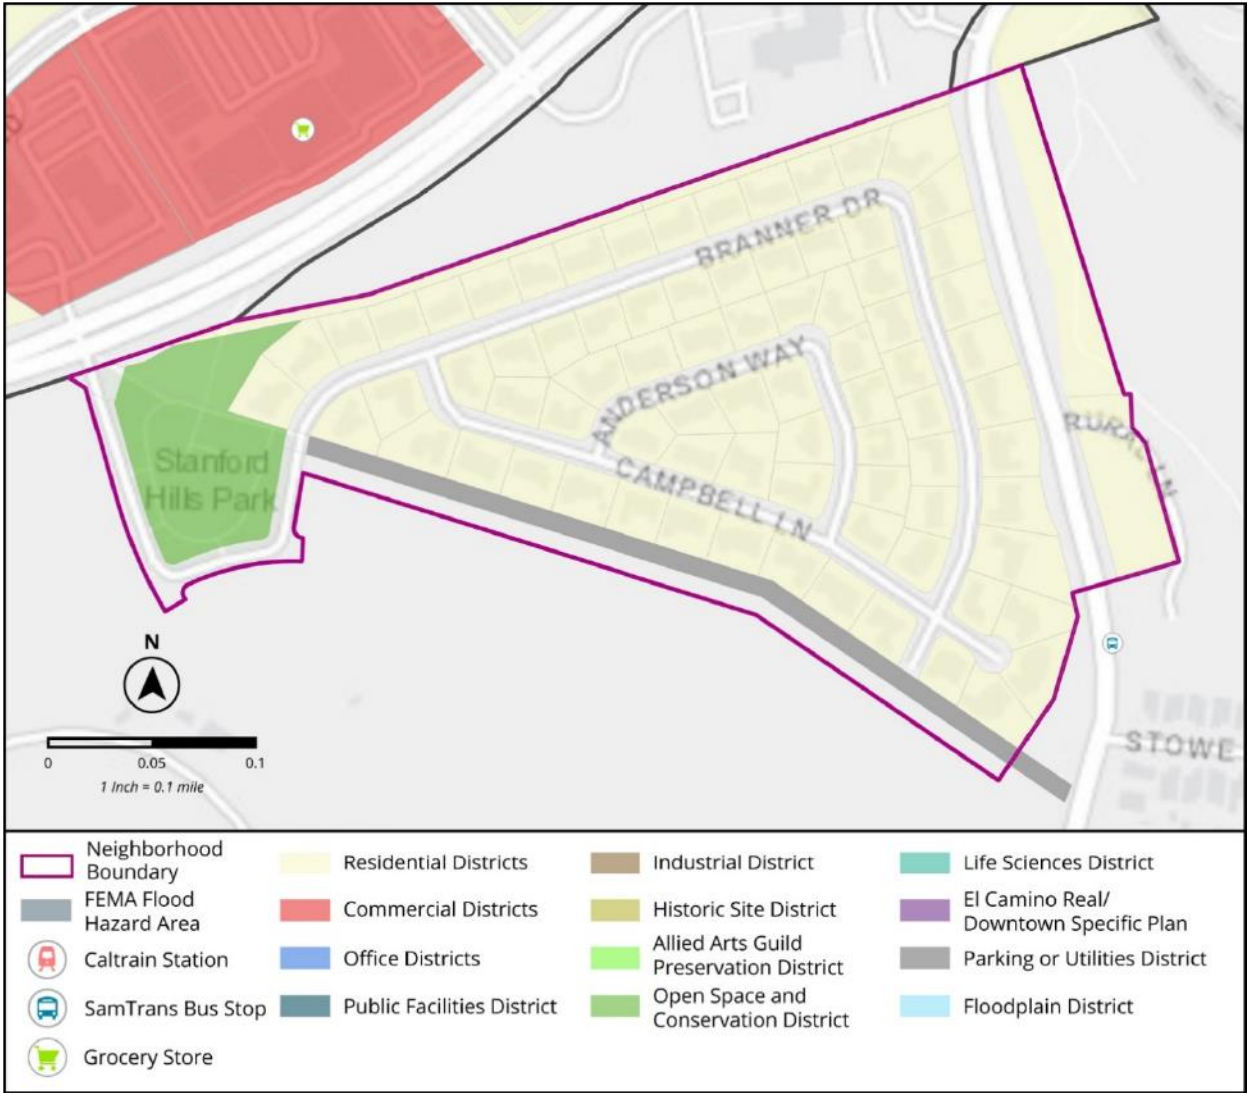 BRANNER DR
ANDERSON WAY
CAMPBELL LN
RURAL LN
Stanford
Hills Park
STOWE
N
0 0.05 0.1
1 Inch = 0.1 mile
Neighborhood
Boundary
FEMA Flood
Hazard Area
Caltrain Station
SamTrans Bus Stop
Grocery Store
Residential Districts
Commercial Districts
Office Districts
Public Facilities District
Industrial District
Historic Site District
Allied Arts Guild
Preservation District
Open Space and
Conservation District
Life Sciences District
El Camino Real/
Downtown Specific Plan
Parking or Utilities District
Floodplain District